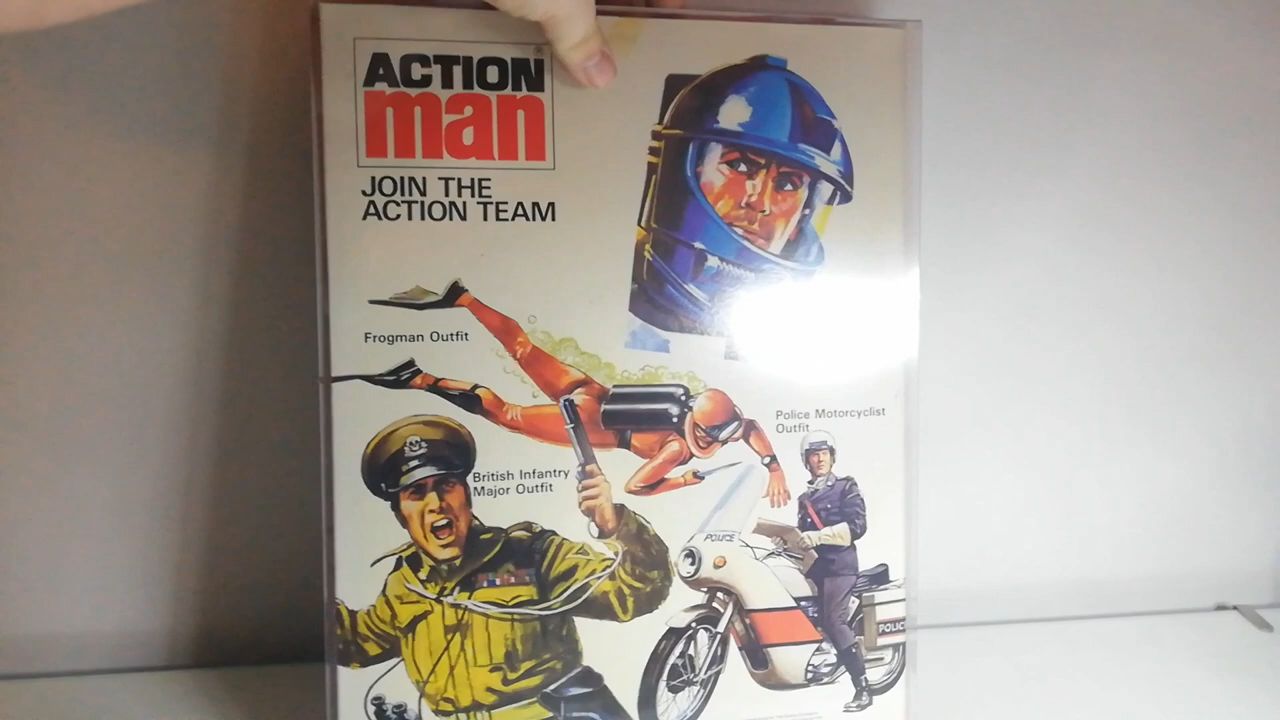 ACTION
man
JOIN THE
ACTION TEAM
Frogman Outfit
Police Motorcyclist
Outfit
British Infantry
Major Outfit
POLICE
POLICE